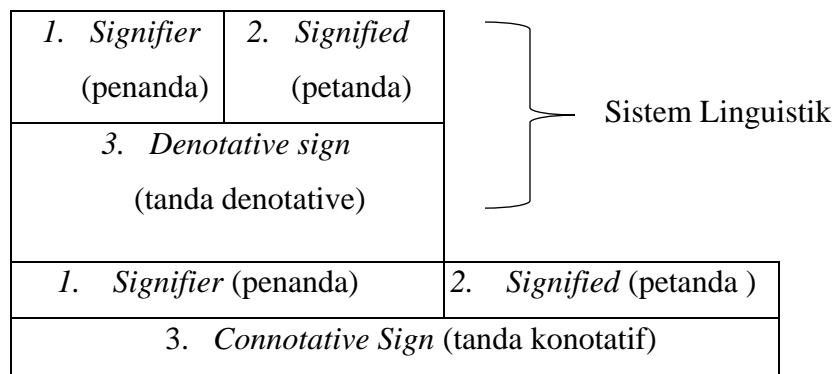 1. Signifier
(penanda)
2. Signified
(petanda)
3. Denotative sign
(tanda denotative)
Sistem Linguistik
1. Signifier (penanda)
2. Signified (petanda )
3. Connotative Sign (tanda konotatif)